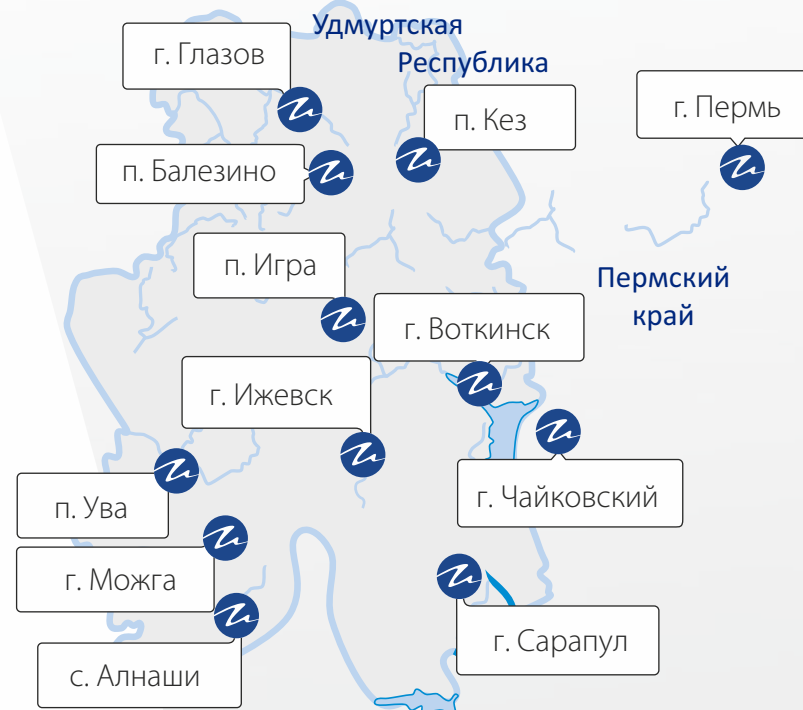 Удмуртская
Республика
г. Глазов
п. Кез
г. Пермь
п. Балезино
п. Игра
Пермский
край
г. Воткинск
г. Ижевск
п. Ува
г. Чайковский
г. Можга
г. Сарапул
с. Алнаши